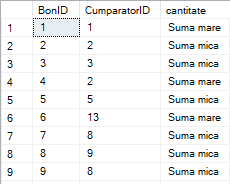 BonID CumparatorID cantitate
1 1 1 Suma mare
2 2 2 Suma mica
3 3 3 Suma mica
4 4 2 Suma mare
5 5 5 Suma mica
6 6 13 Suma mare
7 7 8 Suma mica
8 8 9 Suma mica
9 9 8 Suma mica